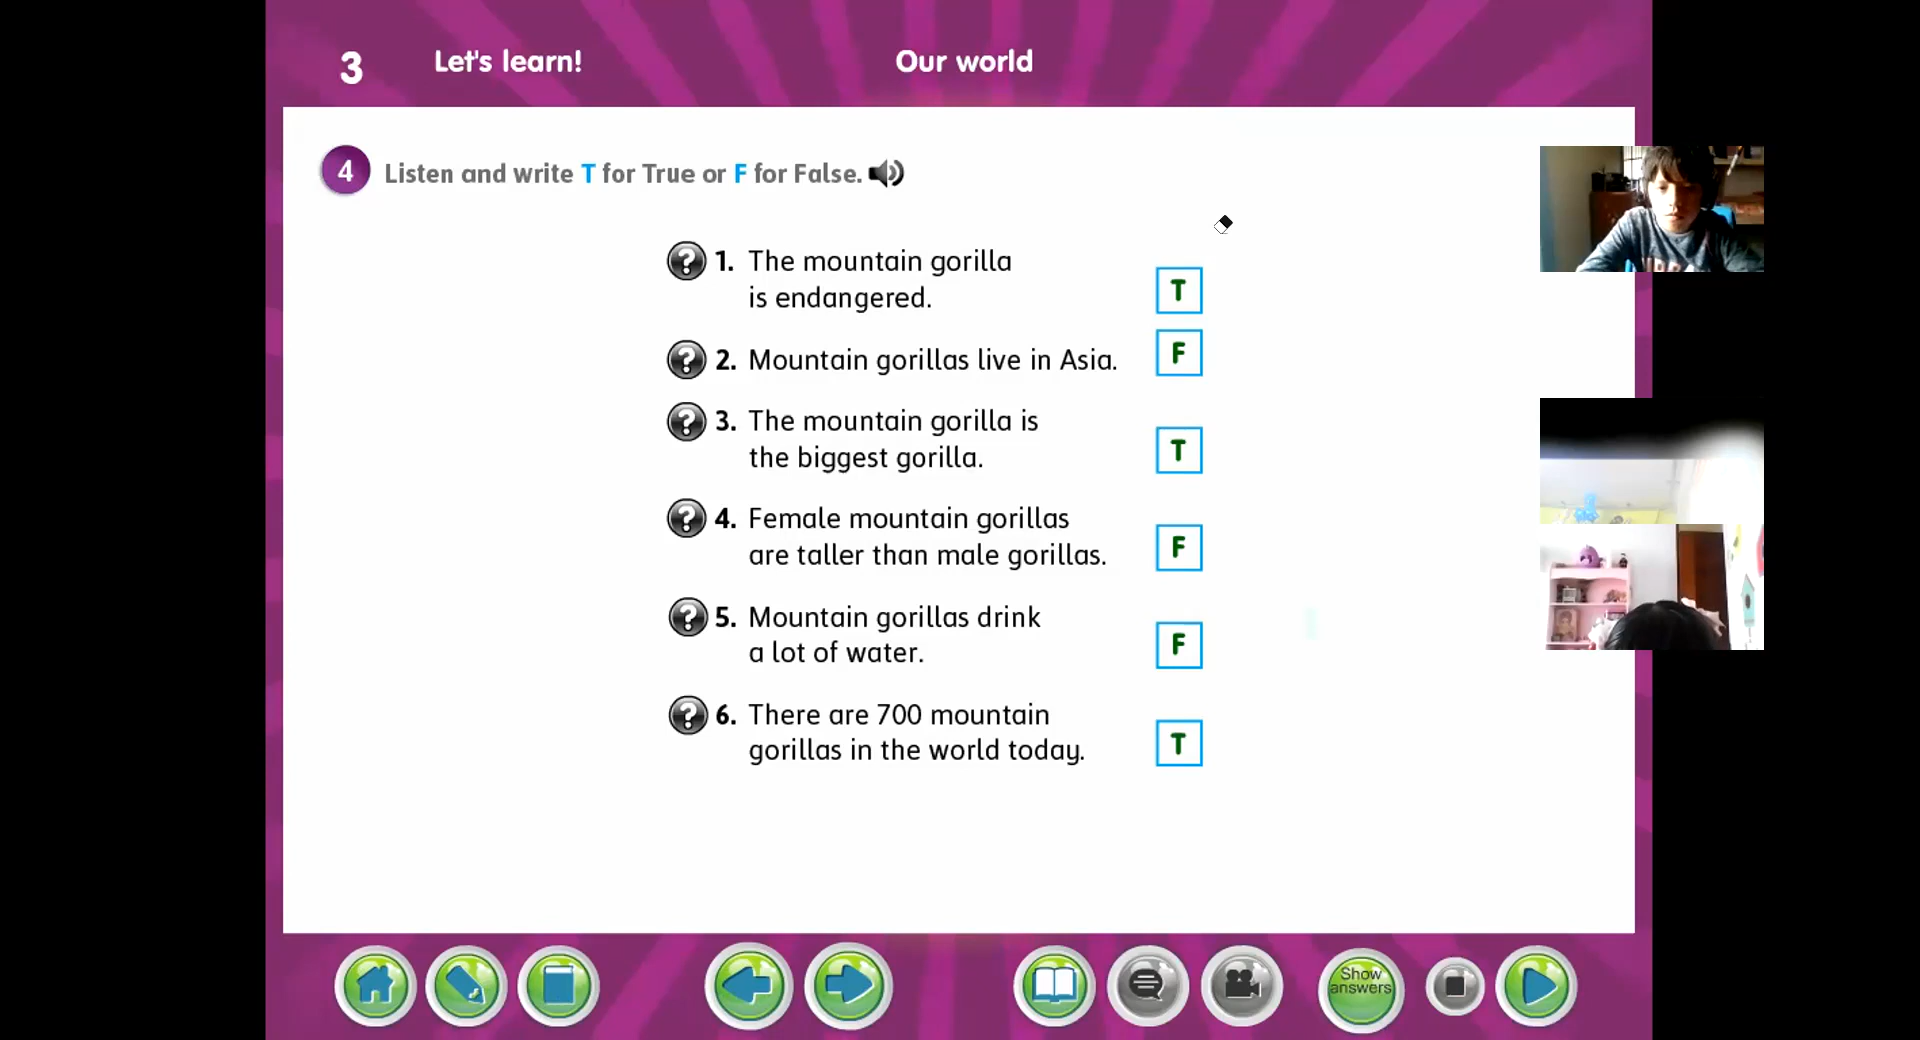 3 Let's learn! Our world
4 Listen and write T for True or F for False.
? 1. The mountain gorilla
is endangered. T
? 2. Mountain gorillas live in Asia. F
? 3. The mountain gorilla is
the biggest gorilla. T
? 4. Female mountain gorillas
are taller than male gorillas. F
? 5. Mountain gorillas drink
a lot of water. F
? 6. There are 700 mountain
gorillas in the world today. T
Show
answers